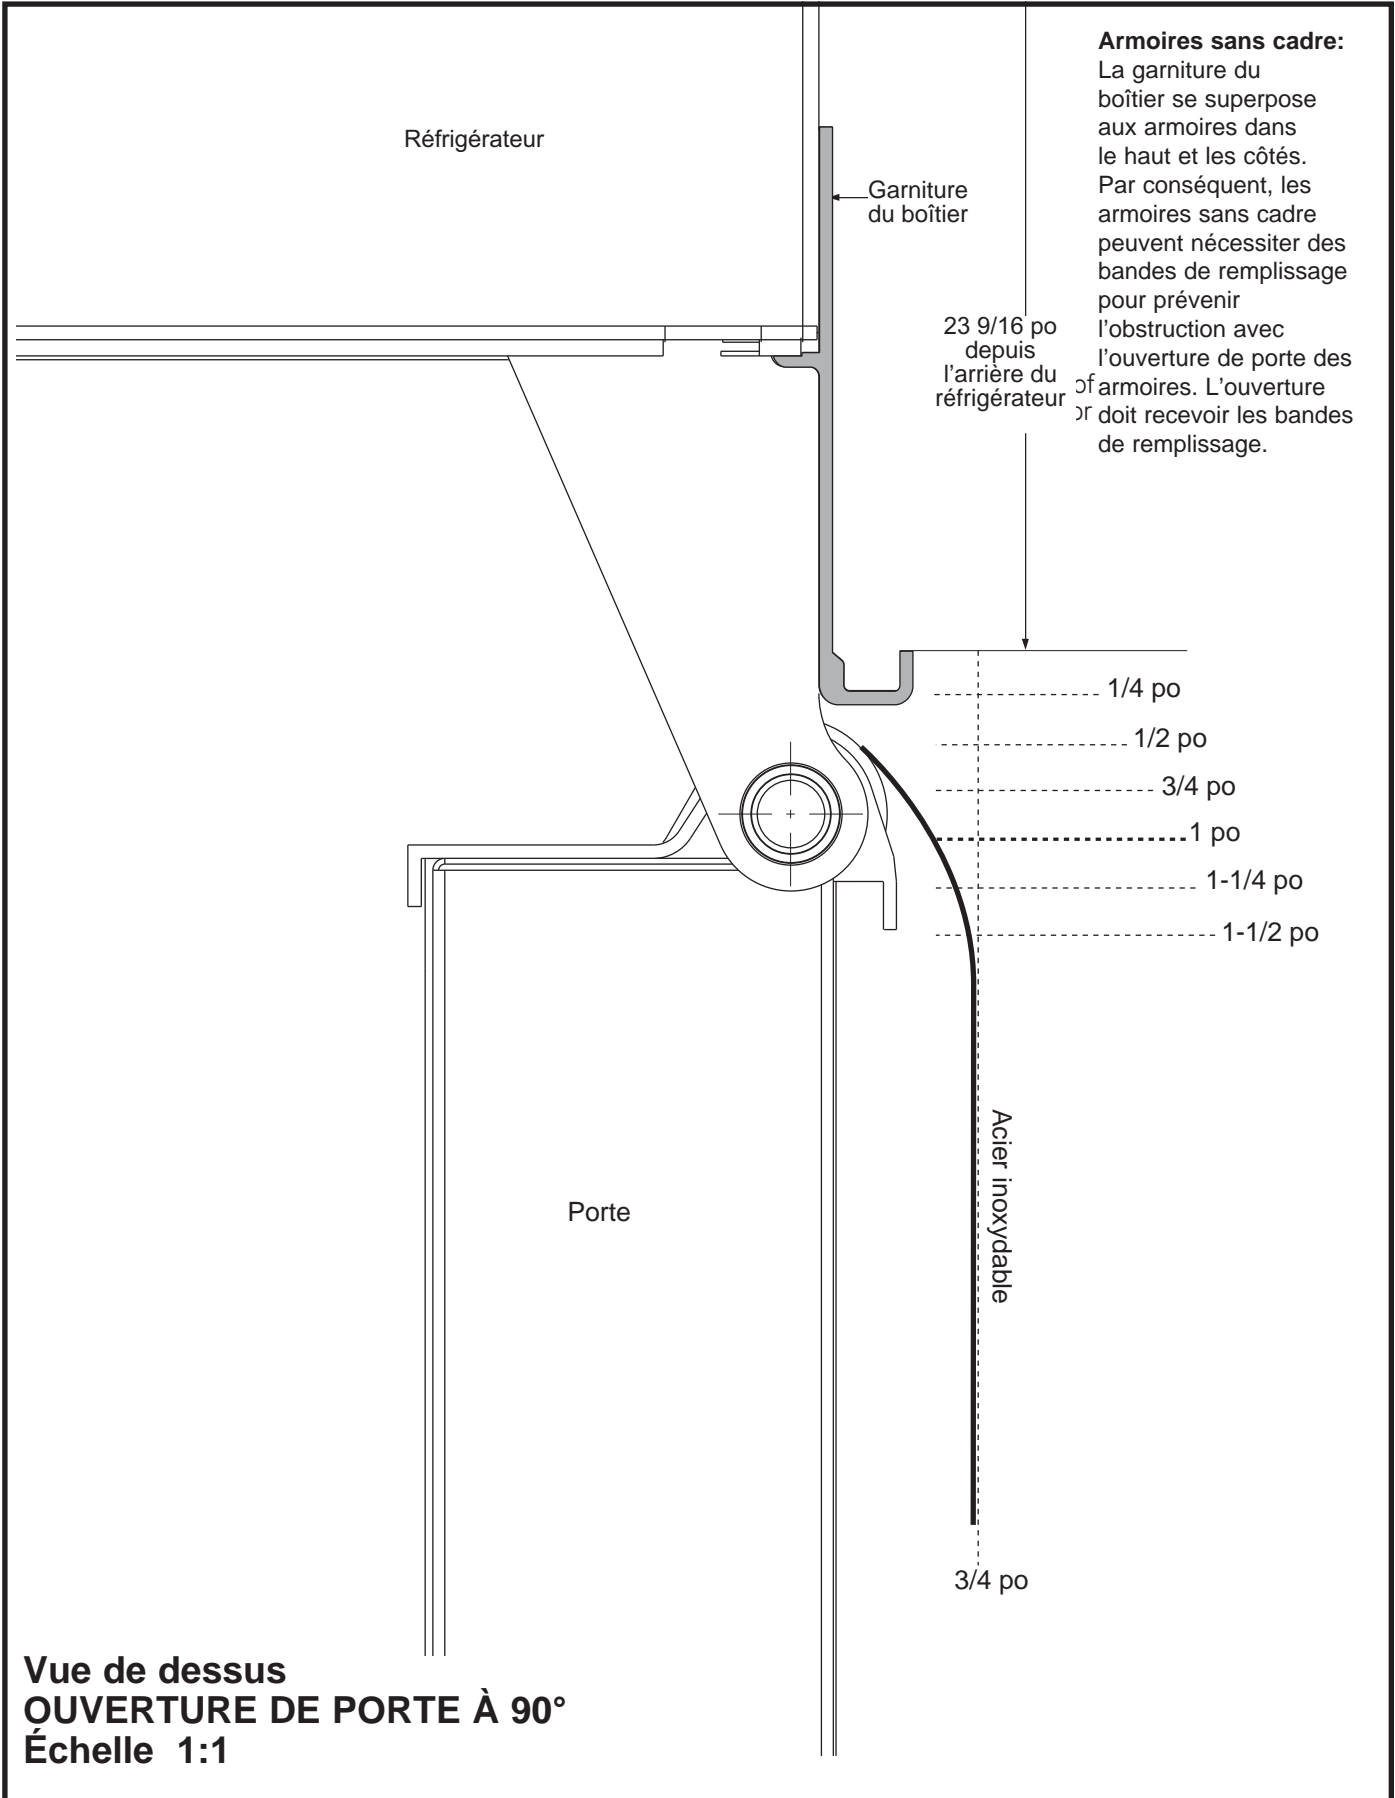 Réfrigérateur
Garniture
du boîtier
Armoires sans cadre:
La garniture du
boîtier se superpose
aux armoires dans
le haut et les côtés.
Par conséquent, les
armoires sans cadre
peuvent nécessiter des
bandes de remplissage
pour prévenir
l'obstruction avec
l'ouverture de porte des
armoires. L'ouverture
doit recevoir les bandes
de remplissage.
23 9/16 po
depuis
l'arrière du
réfrigérateur
of
or
1/4 po
1/2 po
3/4 po
1 po
1-1/4 po
1-1/2 po
Acier inoxydable
Porte
3/4 po
Vue de dessus
OUVERTURE DE PORTE À 90°
Échelle 1:1